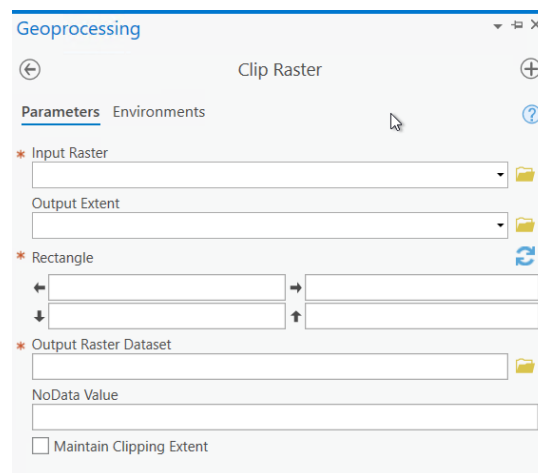 Geoprocessing
Clip Raster
Parameters Environments
* Input Raster
Output Extent
* Rectangle
* Output Raster Dataset
NoData Value
Maintain Clipping Extent